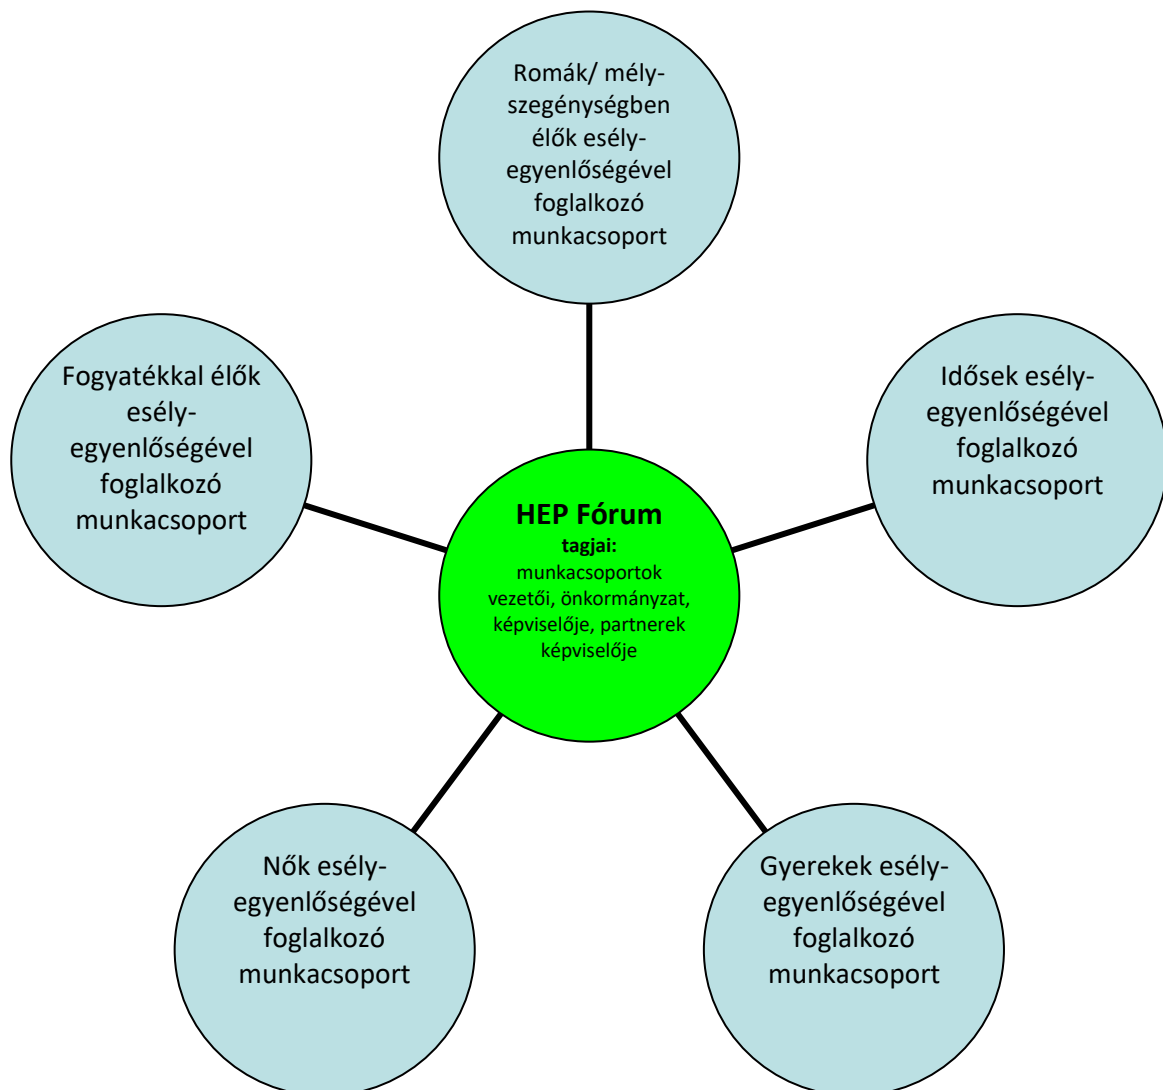 Romák/ mély-
szegénységben
élők esély-
egyenlőségével
foglalkozó
munkacsoport
Fogyatékkal élők
esély-
egyenlőségével
foglalkozó
munkacsoport
Idősek esély-
egyenlőségével
foglalkozó
munkacsoport
HEP Fórum
tagjai:
munkacsoportok
vezetői, önkormányzat,
képviselője, partnerek
képviselője
Nők esély-
egyenlőségével
foglalkozó
munkacsoport
Gyerekek esély-
egyenlőségével
foglalkozó
munkacsoport